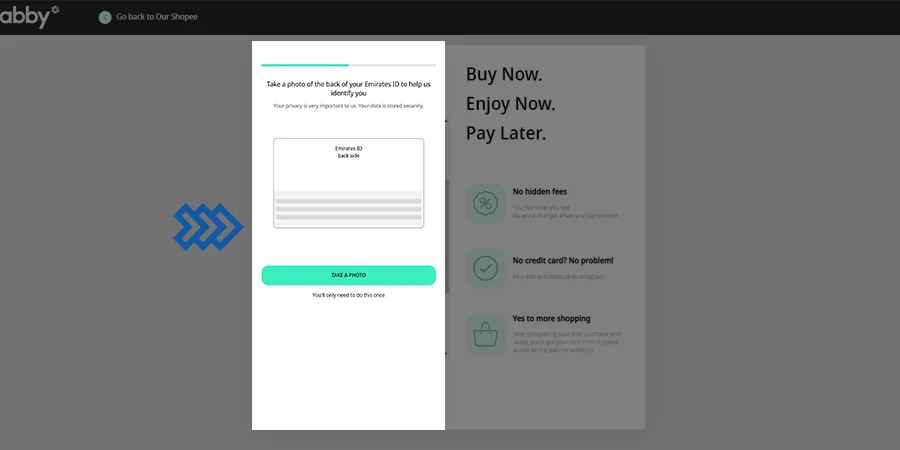 abby
Go back to Our Shopee
Take a photo of the back of your Emirates ID to help us
identify you
Your privacy is very important to us. Your data is stored securely.
Emirates ID
back side
TAKE A PHOTO
You'll only need to do this once
Buy Now.
Enjoy Now.
Pay Later.
No hidden fees
You pay what you see
No extra charges when you pay on time.
No credit card? No problem!
All credit and debit cards accepted
Yes to more shopping
After completing your first purchase with
tabby, you'll get your own limit to spend
across all our partner websites